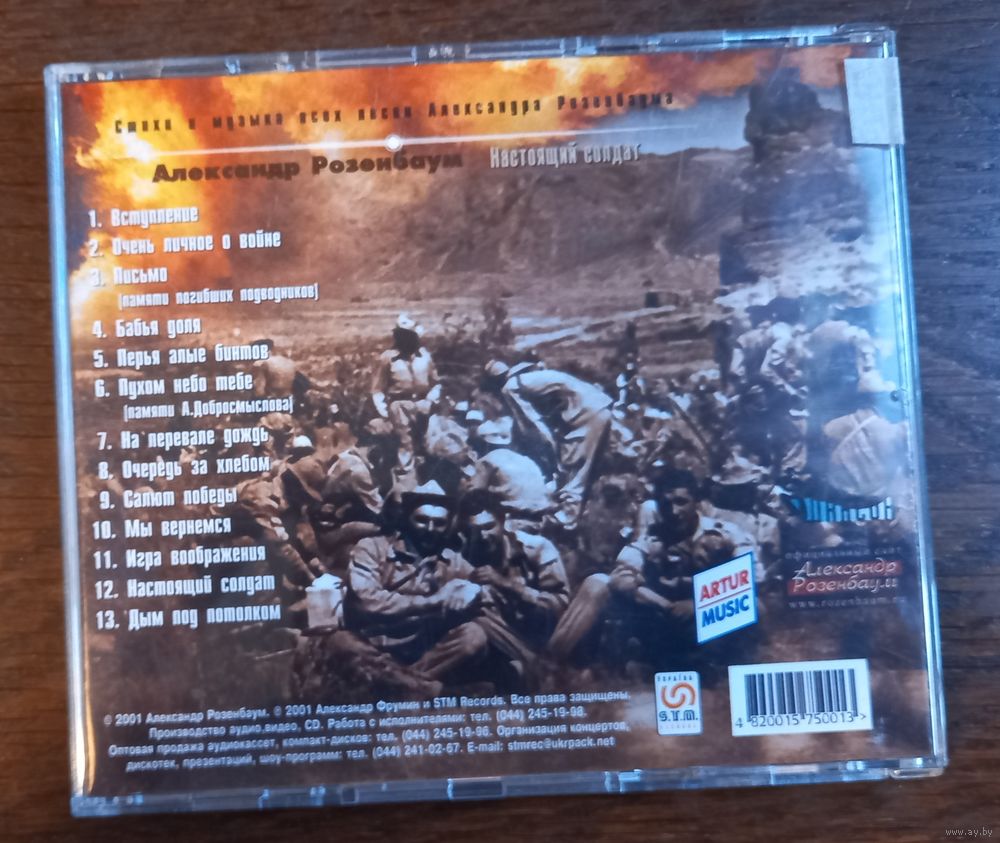 Стихи и музыка всех песен Александра Розенбаума
Александр Розенбаум Настоящий солдат
1. Вступление
2. Очень личное о войне
3. Письмо
(памяти погибших подводников)
4. Бабья доля
5. Перья алые бинтов
6. Пухом небо тебе
(памяти А.Добросмыслова)
7. На перевале дождь
8. Очередь за хлебом
9. Салют победы
10. Мы вернемся
11. Игра воображения
12. Настоящий солдат
13. Дым под потолком
официальный сайт
Александр
Розенбаум
www.rozenbaum.ru
ARTUR
MUSIC
УКРАЇНА
S.T.M.
RECORDS
4 820015 750013 >
© 2001 Александр Розенбаум. ℗ 2001 Александр Фрумин и STM Records. Все права защищены.
Производство аудио,видео, CD. Работа с исполнителями: тел. (044) 245-19-98.
Оптовая продажа аудиокассет, компакт-дисков: тел, (044) 245-19-96. Организация концертов,
дискотек, презентаций, шоу-программ: тел. (044) 241-02-67. E-mail: stmrec@ukrpack.net
www.ay.by